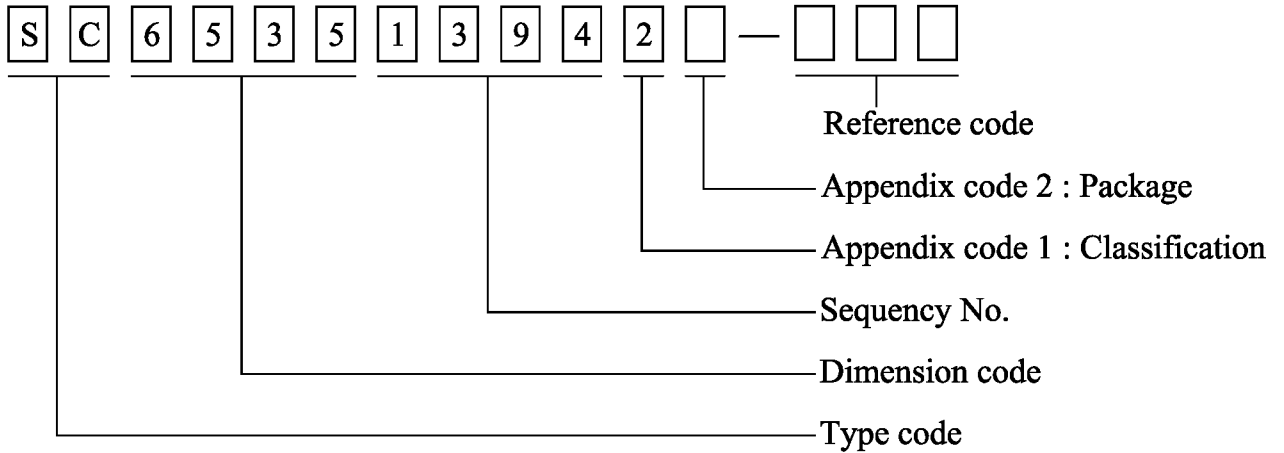 S C 6 5 3 5 1 3 9 4 2 —
Reference code
Appendix code 2 : Package
Appendix code 1 : Classification
Sequency No.
Dimension code
Type code